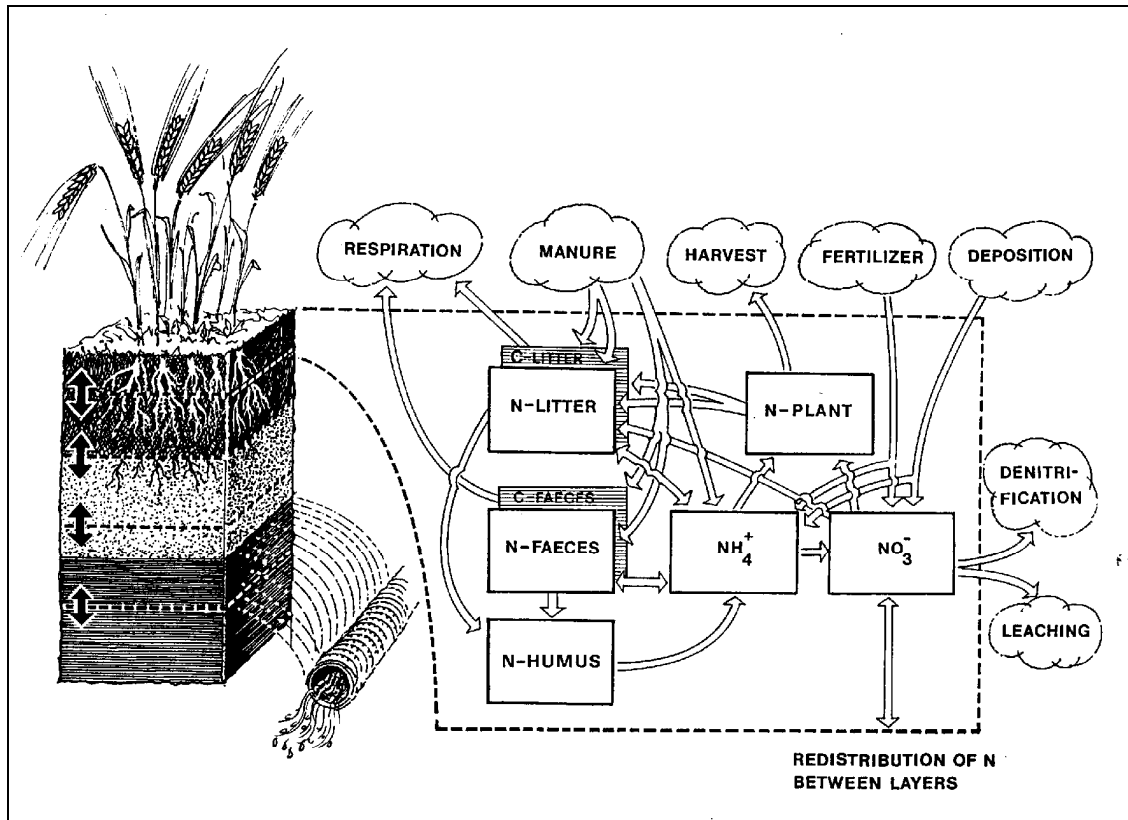 RESPIRATION
MANURE
HARVEST
FERTILIZER
DEPOSITION
C-LITTER
N-LITTER
N-PLANT
DENITRI-
FICATION
C-FAECES
N-FAECES
NH₄⁺
NO₃⁻
LEACHING
N-HUMUS
REDISTRIBUTION OF N
BETWEEN LAYERS